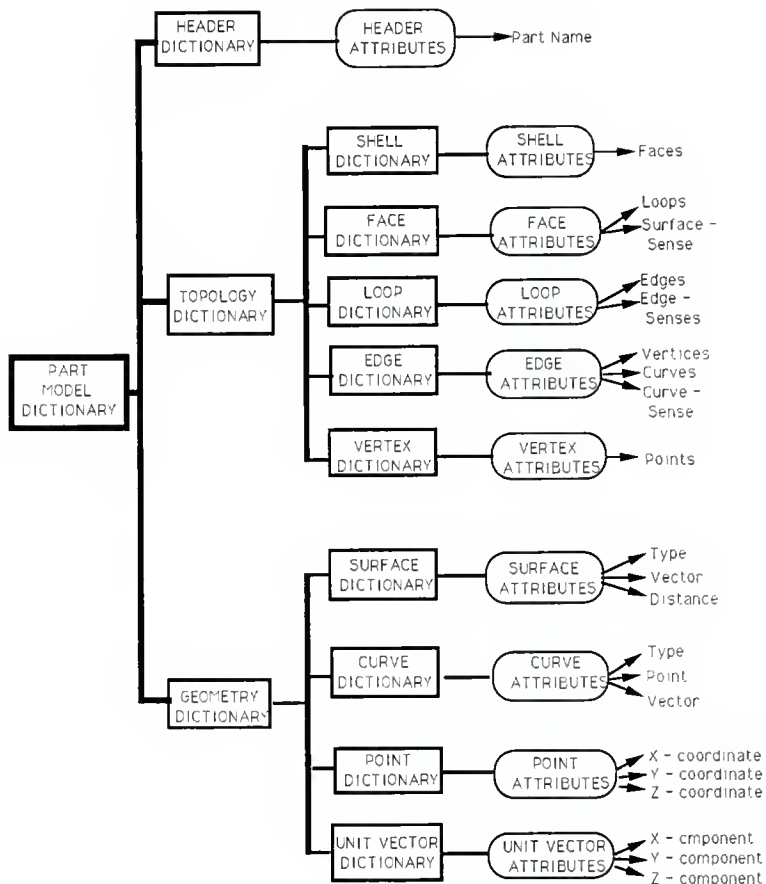 HEADER
DICTIONARY
HEADER
ATTRIBUTES
Part Name
SHELL
DICTIONARY
SHELL
ATTRIBUTES
Faces
FACE
DICTIONARY
FACE
ATTRIBUTES
Loops
Surface -
Sense
TOPOLOGY
DICTIONARY
LOOP
DICTIONARY
LOOP
ATTRIBUTES
Edges
Edge -
Senses
PART
MODEL
DICTIONARY
EDGE
DICTIONARY
EDGE
ATTRIBUTES
Vertices
Curves
Curve -
Sense
VERTEX
DICTIONARY
VERTEX
ATTRIBUTES
Points
SURFACE
DICTIONARY
SURFACE
ATTRIBUTES
Type
Vector
Distance
GEOMETRY
DICTIONARY
CURVE
DICTIONARY
CURVE
ATTRIBUTES
Type
Point
Vector
POINT
DICTIONARY
POINT
ATTRIBUTES
X - coordinate
Y - coordinate
Z - coordinate
UNIT VECTOR
DICTIONARY
UNIT VECTOR
ATTRIBUTES
X - cmponent
Y - component
Z - component